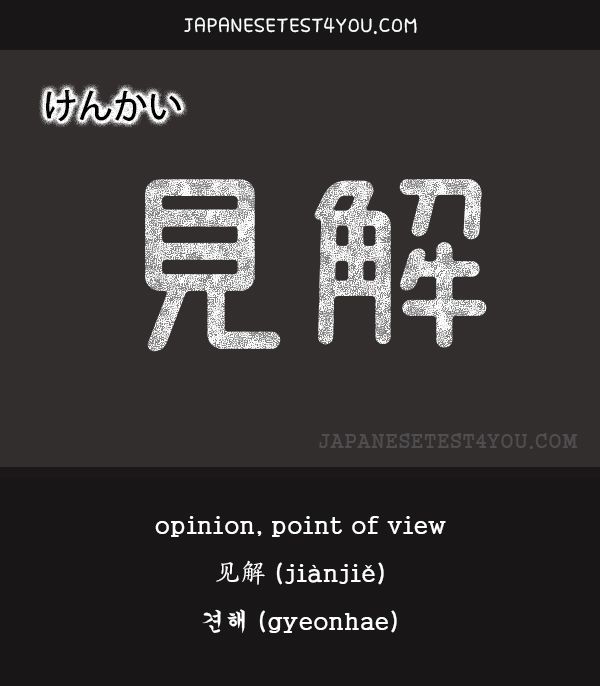 JAPANESETEST4YOU.COM
けんかい
見解
JAPANESETEST4YOU.COM
opinion, point of view
见解 (jiànjiě)
견해 (gyeonhae)